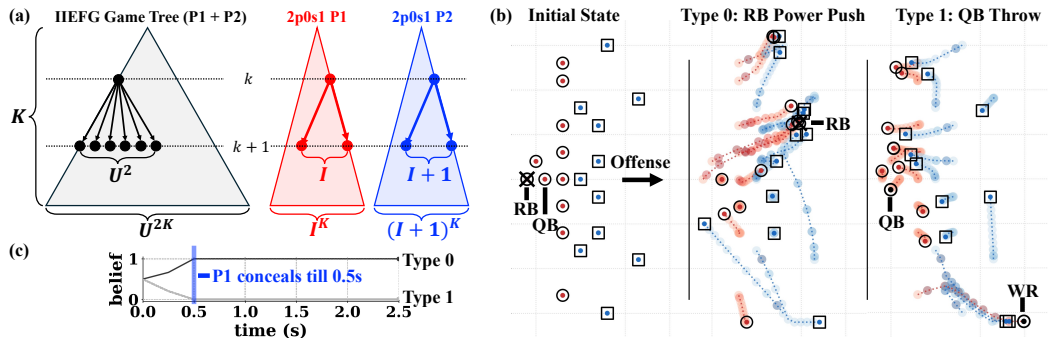 (a) IIEFG Game Tree (P1 + P2)
2p0s1 P1
2p0s1 P2
K
k
k + 1
U²
I
I + 1
U²ᴷ
Iᴷ
(I + 1)ᴷ
(b) Initial State
Type 0: RB Power Push
Type 1: QB Throw
Offense
RB
QB
RB
QB
WR
(c)
belief
1
0
P1 conceals till 0.5s
Type 0
Type 1
0.0 0.5 1.0 1.5 2.0 2.5
time (s)